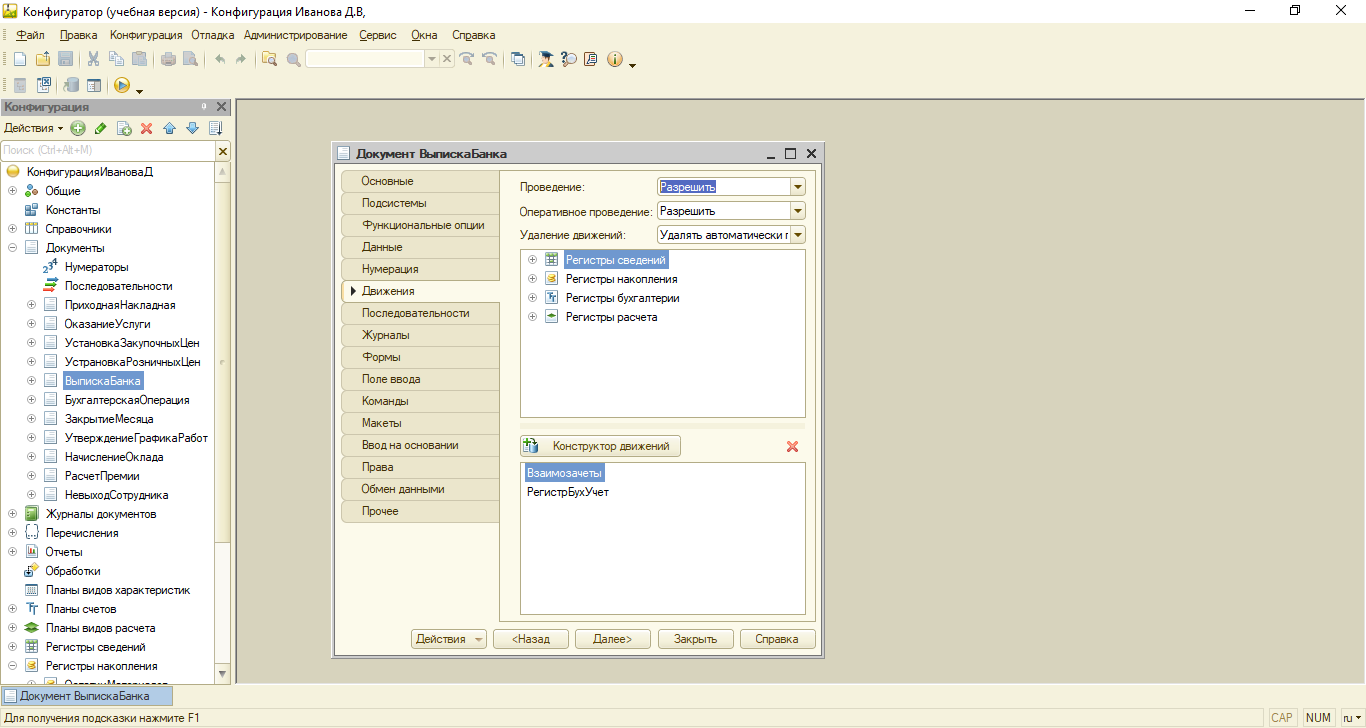 Конфигуратор (учебная версия) - Конфигурация Иванова Д.В,
Файл Правка Конфигурация Отладка Администрирование Сервис Окна Справка
Конфигурация
Действия
Поиск (Ctrl+Alt+M)
КонфигурацияИвановаД
Общие
Константы
Справочники
Документы
Нумераторы
Последовательности
ПриходнаяНакладная
ОказаниеУслуги
УстановкаЗакупочныхЦен
УстрановкаРозничныхЦен
ВыпискаБанка
БухгалтерскаяОперация
ЗакрытиеМесяца
УтверждениеГрафикаРабот
НачислениеОклада
РасчетПремии
НевыходСотрудника
Журналы документов
Перечисления
Отчеты
Обработки
Планы видов характеристик
Планы счетов
Планы видов расчета
Регистры сведений
Регистры накопления
Документ ВыпискаБанка
Основные
Подсистемы
Функциональные опции
Данные
Нумерация
Движения
Последовательности
Журналы
Формы
Поле ввода
Команды
Макеты
Ввод на основании
Права
Обмен данными
Прочее
Проведение: Разрешить
Оперативное проведение: Разрешить
Удаление движений: Удалять автоматически г
Регистры сведений
Регистры накопления
Регистры бухгалтерии
Регистры расчета
Конструктор движений
Взаимозачеты
РегистрБухУчет
Действия <Назад Далее> Закрыть Справка
Документ ВыпискаБанка
Для получения подсказки нажмите F1
CAP NUM ru